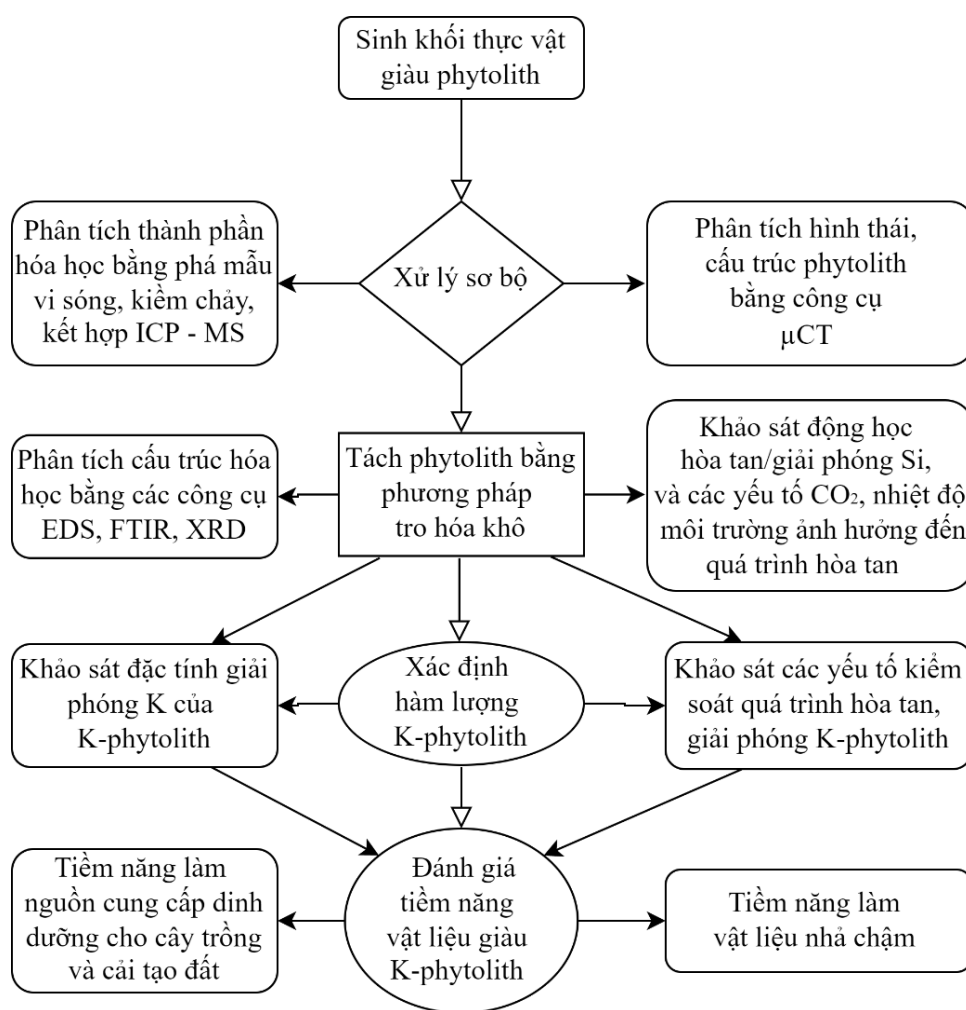 Sinh khối thực vật
giàu phytolith
Phân tích thành phần
hóa học bằng phá mẫu
vi sóng, kiềm chảy,
kết hợp ICP - MS
Xử lý sơ bộ
Phân tích hình thái,
cấu trúc phytolith
bằng công cụ
µCT
Phân tích cấu trúc hóa
học bằng các công cụ
EDS, FTIR, XRD
Tách phytolith bằng
phương pháp
tro hóa khô
Khảo sát động học
hòa tan/giải phóng Si,
và các yếu tố CO₂, nhiệt độ
môi trường ảnh hưởng đến
quá trình hòa tan
Khảo sát đặc tính giải
phóng K của
K-phytolith
Xác định
hàm lượng
K-phytolith
Khảo sát các yếu tố kiểm
soát quá trình hòa tan,
giải phóng K-phytolith
Tiềm năng làm
nguồn cung cấp dinh
dưỡng cho cây trồng
và cải tạo đất
Đánh giá
tiềm năng
vật liệu giàu
K-phytolith
Tiềm năng làm
vật liệu nhả chậm